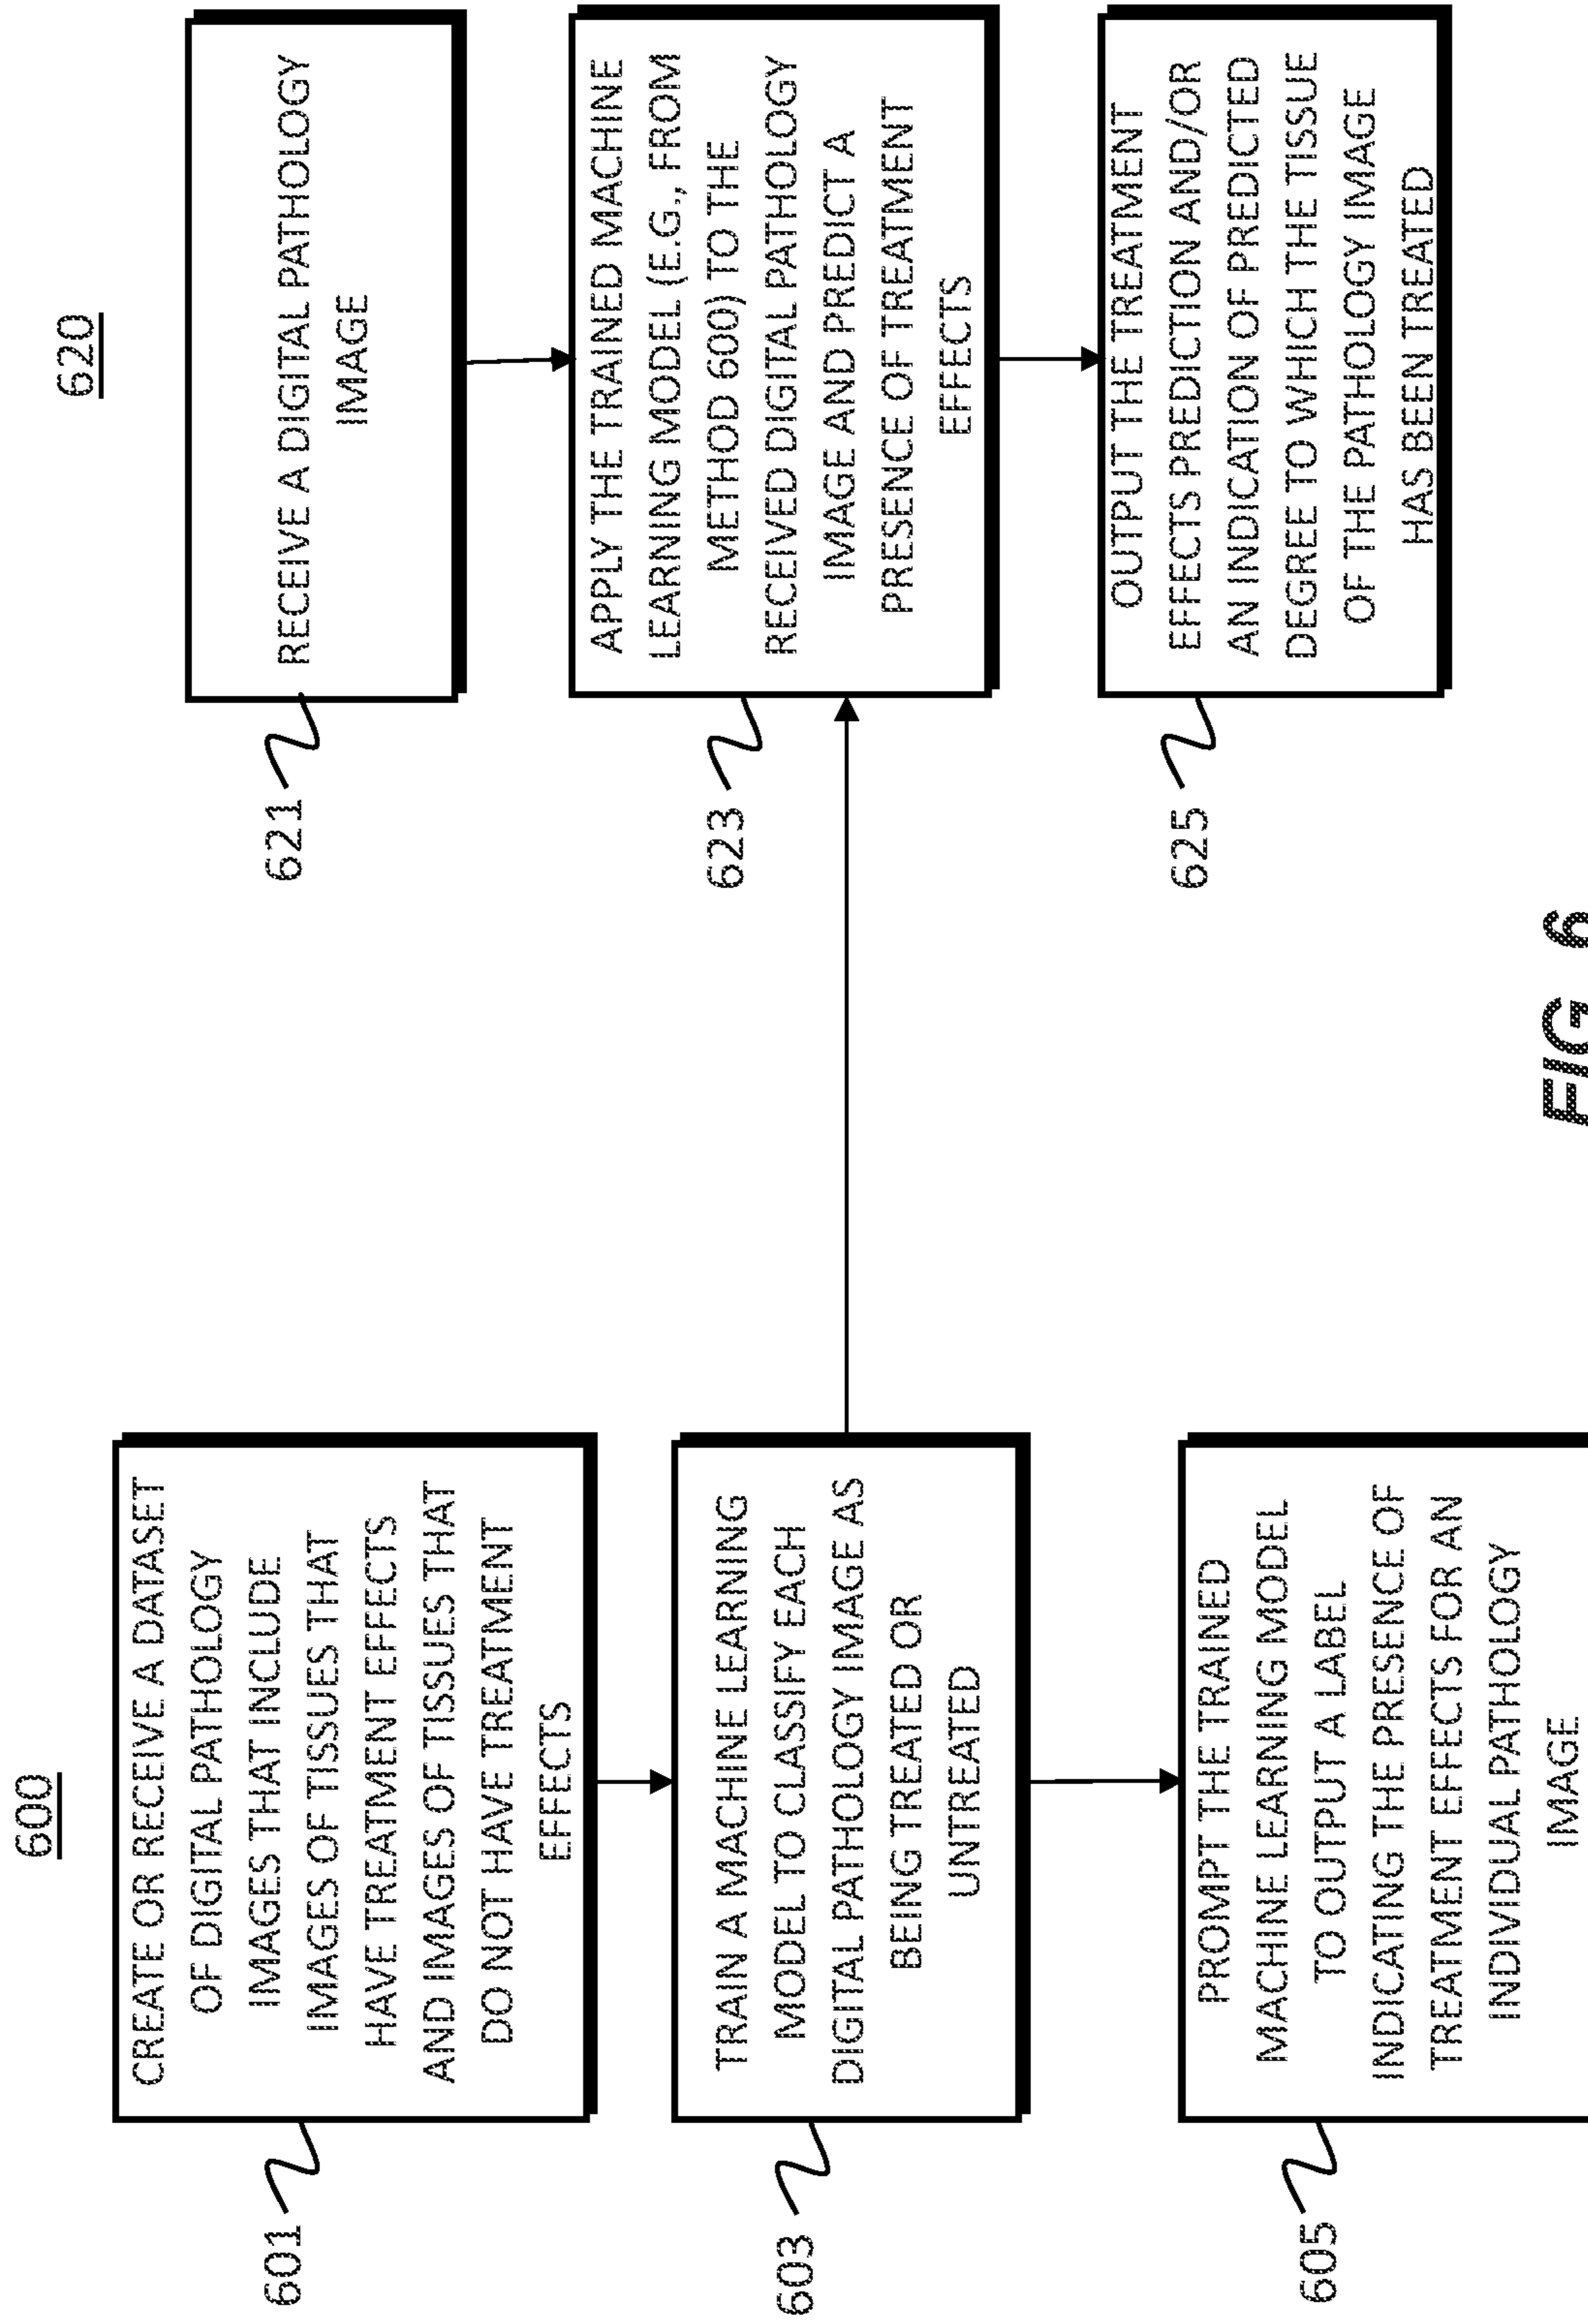 600
601
CREATE OR RECEIVE A DATASET
OF DIGITAL PATHOLOGY
IMAGES THAT INCLUDE
IMAGES OF TISSUES THAT
HAVE TREATMENT EFFECTS
AND IMAGES OF TISSUES THAT
DO NOT HAVE TREATMENT
EFFECTS
603
TRAIN A MACHINE LEARNING
MODEL TO CLASSIFY EACH
DIGITAL PATHOLOGY IMAGE AS
BEING TREATED OR
UNTREATED
605
PROMPT THE TRAINED
MACHINE LEARNING MODEL
TO OUTPUT A LABEL
INDICATING THE PRESENCE OF
TREATMENT EFFECTS FOR AN
INDIVIDUAL PATHOLOGY
IMAGE
620
621
RECEIVE A DIGITAL PATHOLOGY
IMAGE
623
APPLY THE TRAINED MACHINE
LEARNING MODEL (E.G., FROM
METHOD 600) TO THE
RECEIVED DIGITAL PATHOLOGY
IMAGE AND PREDICT A
PRESENCE OF TREATMENT
EFFECTS
625
OUTPUT THE TREATMENT
EFFECTS PREDICTION AND/OR
AN INDICATION OF PREDICTED
DEGREE TO WHICH THE TISSUE
OF THE PATHOLOGY IMAGE
HAS BEEN TREATED
FIG. 6